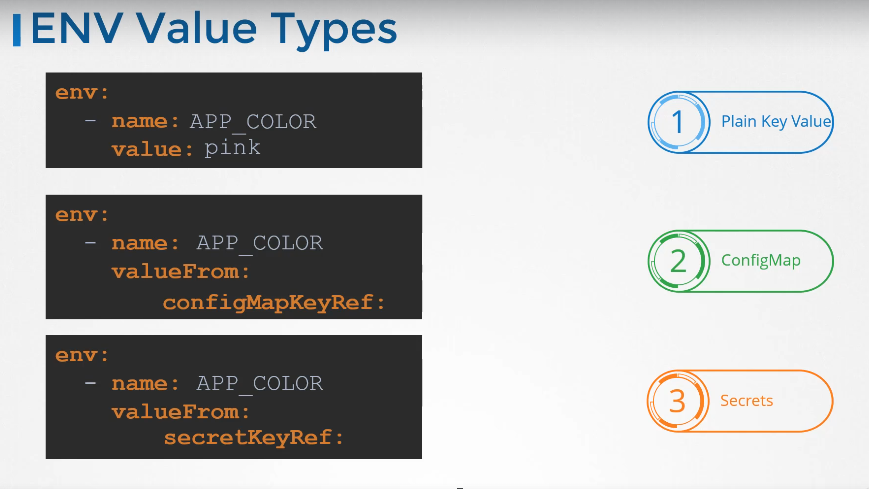 ENV Value Types
env:
- name: APP_COLOR
value: pink
1 Plain Key Value
env:
- name: APP_COLOR
valueFrom:
configMapKeyRef:
2 ConfigMap
env:
- name: APP_COLOR
valueFrom:
secretKeyRef:
3 Secrets